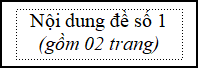 Nội dung đề số 1
(gồm 02 trang)